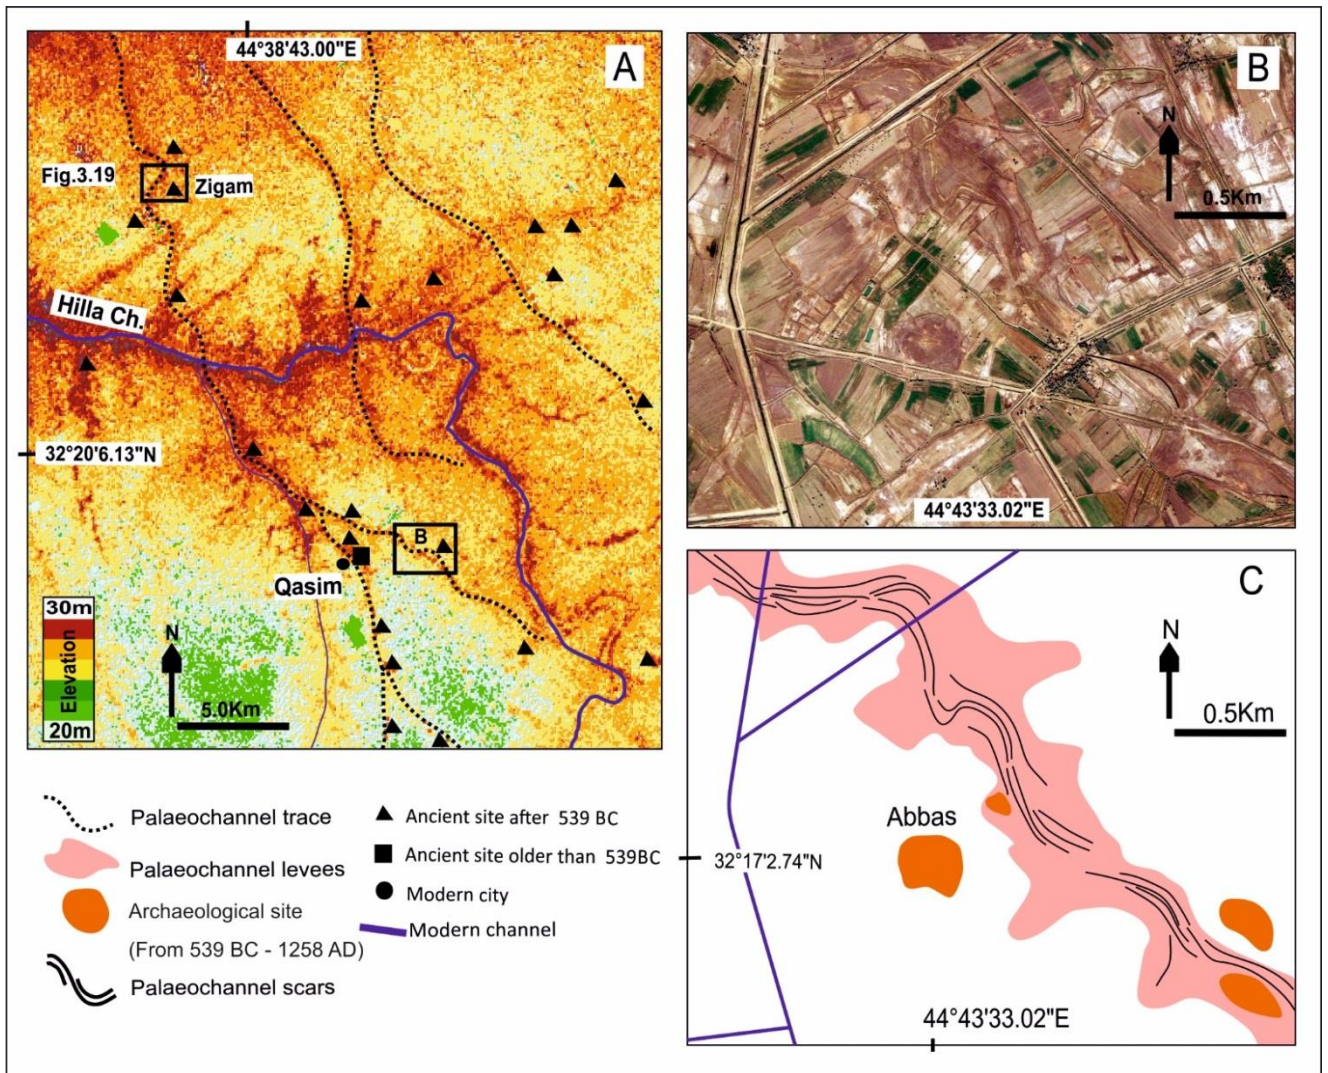 44°38'43.00"E
A
Fig.3.19
Zigam
Hilla Ch.
32°20'6.13"N
B
Qasim
30m
Elevation
20m
N
5.0Km
B
N
0.5Km
44°43'33.02"E
C
N
0.5Km
Abbas
32°17'2.74"N
44°43'33.02"E
Palaeochannel trace
Palaeochannel levees
Archaeological site
(From 539 BC - 1258 AD)
Palaeochannel scars
Ancient site after 539 BC
Ancient site older than 539BC
Modern city
Modern channel